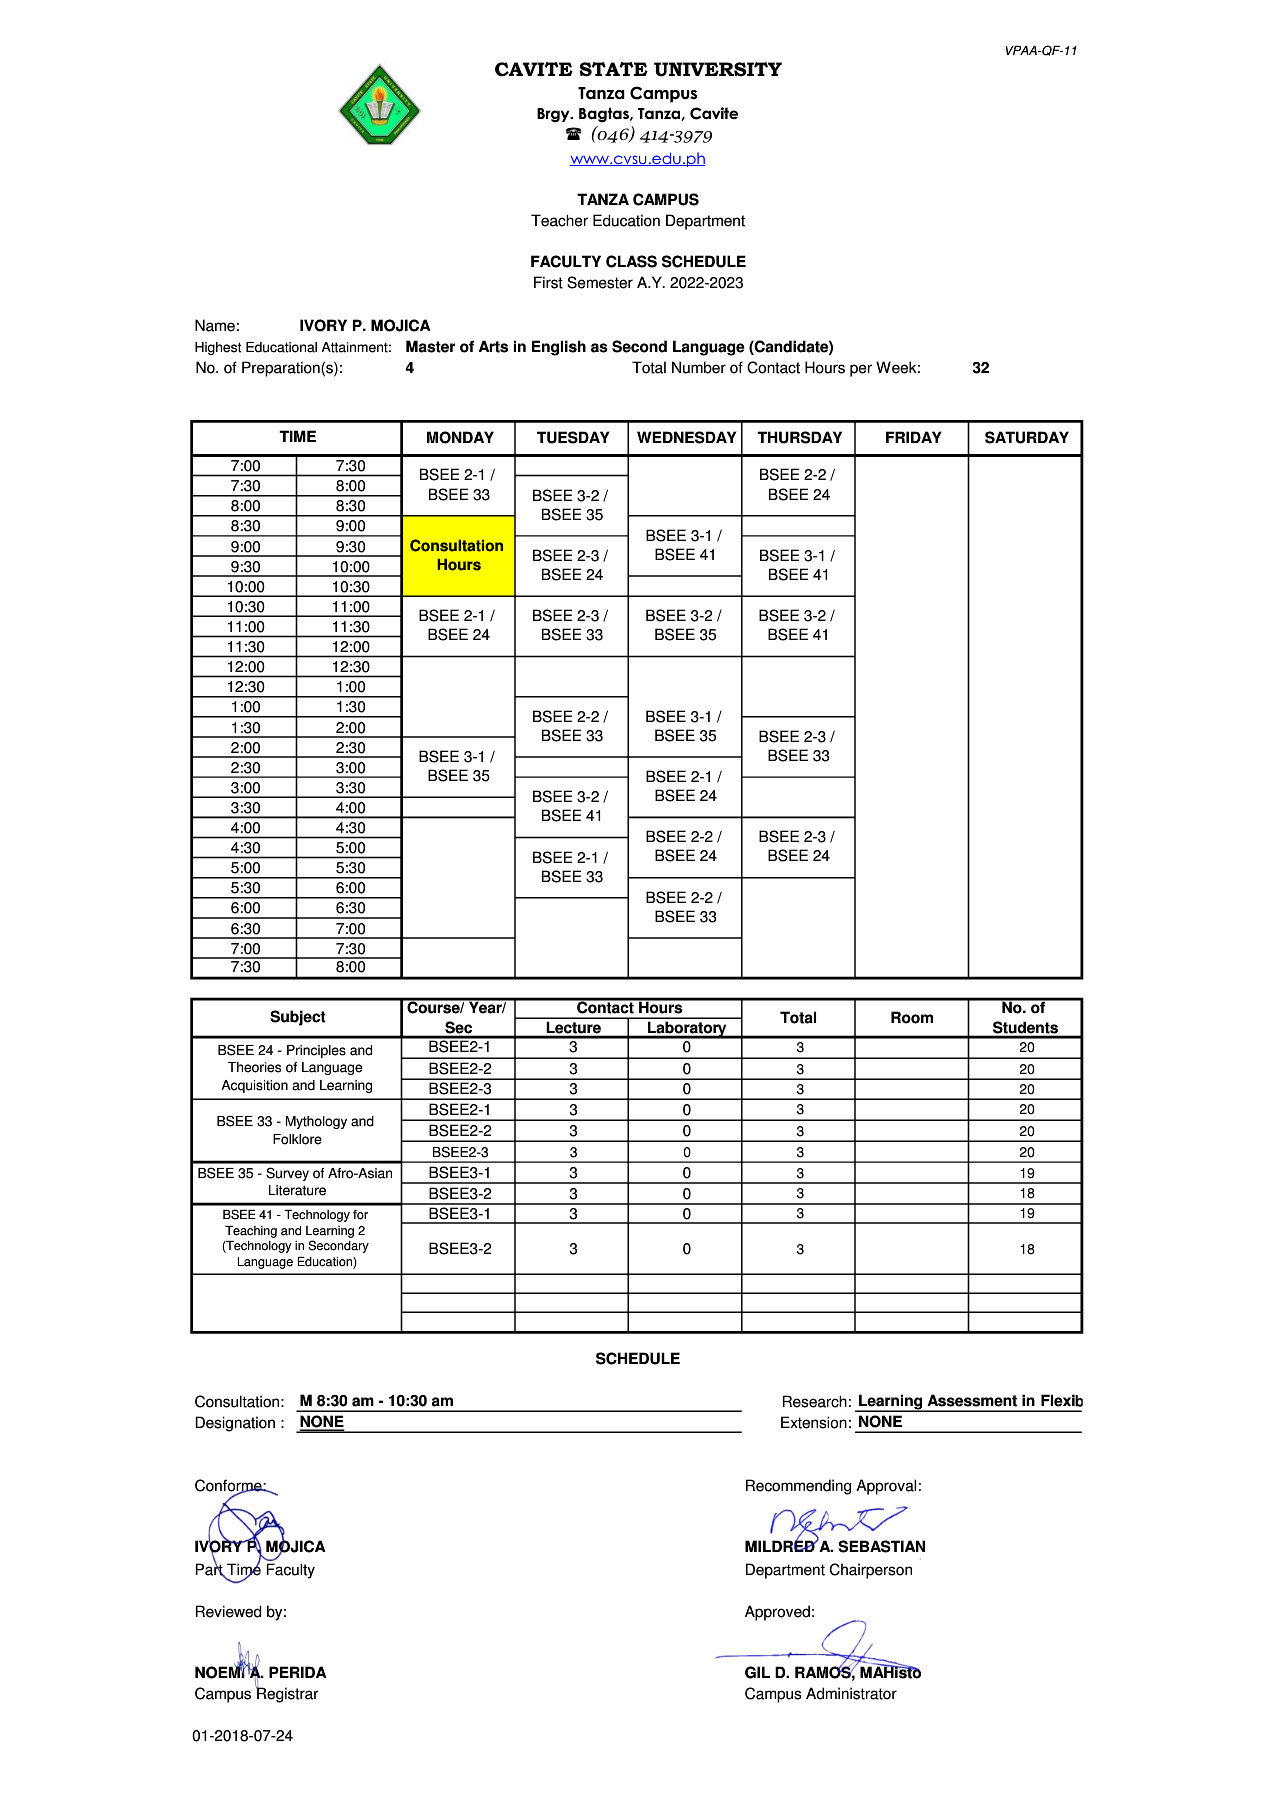 VPAA-QF-11
CAVITE STATE UNIVERSITY
Tanza Campus
Brgy. Bagtas, Tanza, Cavite
☎ (046) 414-3979
www.cvsu.edu.ph
TANZA CAMPUS
Teacher Education Department
FACULTY CLASS SCHEDULE
First Semester A.Y. 2022-2023
Name: IVORY P. MOJICA
Highest Educational Attainment: Master of Arts in English as Second Language (Candidate)
No. of Preparation(s): 4 Total Number of Contact Hours per Week: 32
TIME MONDAY TUESDAY WEDNESDAY THURSDAY FRIDAY SATURDAY
7:00 7:30
BSEE 2-1 / BSEE 2-2 /
7:30 8:00
BSEE 33 BSEE 3-2 / BSEE 24
8:00 8:30
BSEE 35
8:30 9:00
BSEE 3-1 /
9:00 9:30
Consultation BSEE 2-3 / BSEE 41 BSEE 3-1 /
9:30 10:00
Hours BSEE 24 BSEE 41
10:00 10:30
10:30 11:00
BSEE 2-1 / BSEE 2-3 / BSEE 3-2 / BSEE 3-2 /
11:00 11:30
BSEE 24 BSEE 33 BSEE 35 BSEE 41
11:30 12:00
12:00 12:30
12:30 1:00
1:00 1:30
BSEE 2-2 / BSEE 3-1 /
1:30 2:00
BSEE 33 BSEE 35 BSEE 2-3 /
2:00 2:30
BSEE 3-1 / BSEE 33
2:30 3:00
BSEE 35 BSEE 2-1 /
3:00 3:30
BSEE 3-2 / BSEE 24
3:30 4:00
BSEE 41
4:00 4:30
BSEE 2-2 / BSEE 2-3 /
4:30 5:00
BSEE 2-1 / BSEE 24 BSEE 24
5:00 5:30
BSEE 33
5:30 6:00
BSEE 2-2 /
6:00 6:30
BSEE 33
6:30 7:00
7:00 7:30
7:30 8:00
Subject Course/ Year/ Sec Contact Hours Total Room No. of Students
Lecture Laboratory
BSEE 24 - Principles and
Theories of Language
Acquisition and Learning
BSEE2-1 3 0 3 20
BSEE2-2 3 0 3 20
BSEE2-3 3 0 3 20
BSEE 33 - Mythology and
Folklore
BSEE2-1 3 0 3 20
BSEE2-2 3 0 3 20
BSEE2-3 3 0 3 20
BSEE 35 - Survey of Afro-Asian
Literature
BSEE3-1 3 0 3 19
BSEE3-2 3 0 3 18
BSEE 41 - Technology for
Teaching and Learning 2
(Technology in Secondary
Language Education)
BSEE3-1 3 0 3 19
BSEE3-2 3 0 3 18
SCHEDULE
Consultation: M 8:30 am - 10:30 am Research: Learning Assessment in Flexib
Designation : NONE Extension: NONE
Conforme: Recommending Approval:
IVORY P. MOJICA MILDRED A. SEBASTIAN
Part Time Faculty Department Chairperson
Reviewed by: Approved:
NOEMI A. PERIDA GIL D. RAMOS, MAHisto
Campus Registrar Campus Administrator
01-2018-07-24